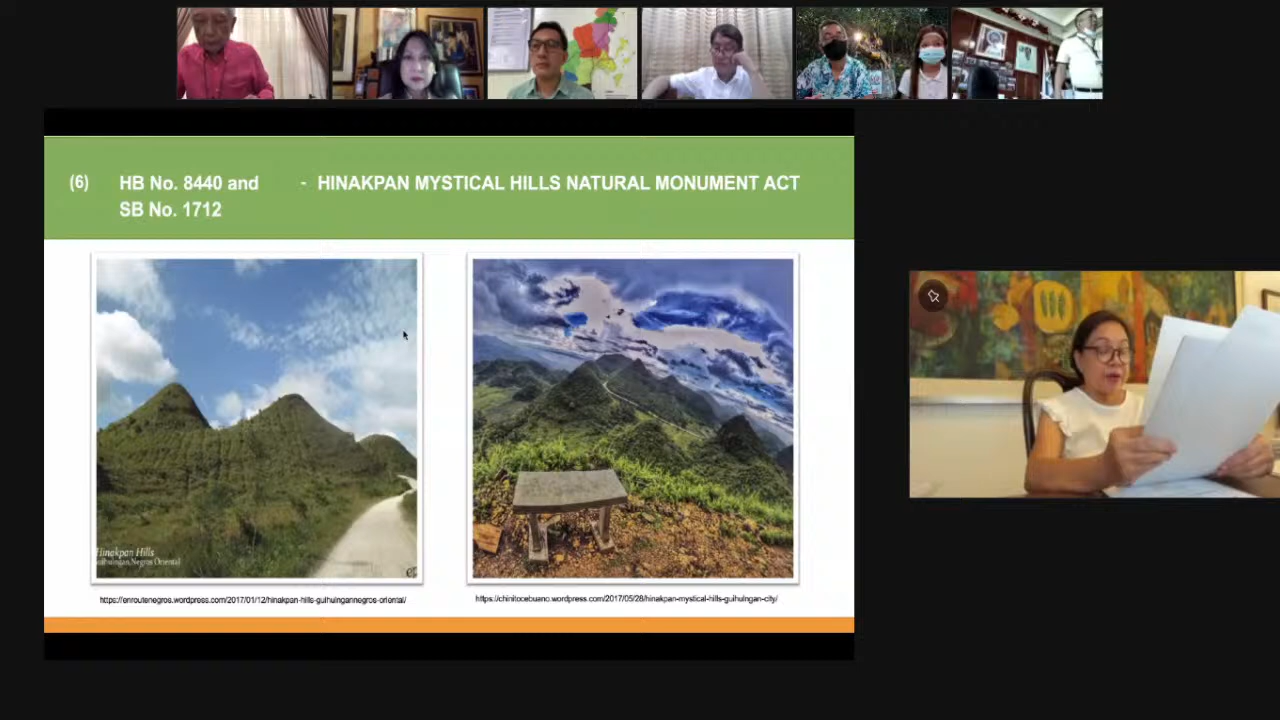 (6) HB No. 8440 and - HINAKPAN MYSTICAL HILLS NATURAL MONUMENT ACT
SB No. 1712
Hinakpan Hills
Guihulngan, Negros Oriental
https://enroutenegros.wordpress.com/2017/01/12/hinakpan-hills-guihulngannegros-oriental/
https://chinitocebuano.wordpress.com/2017/05/28/hinakpan-mystical-hills-guihulngan-city/